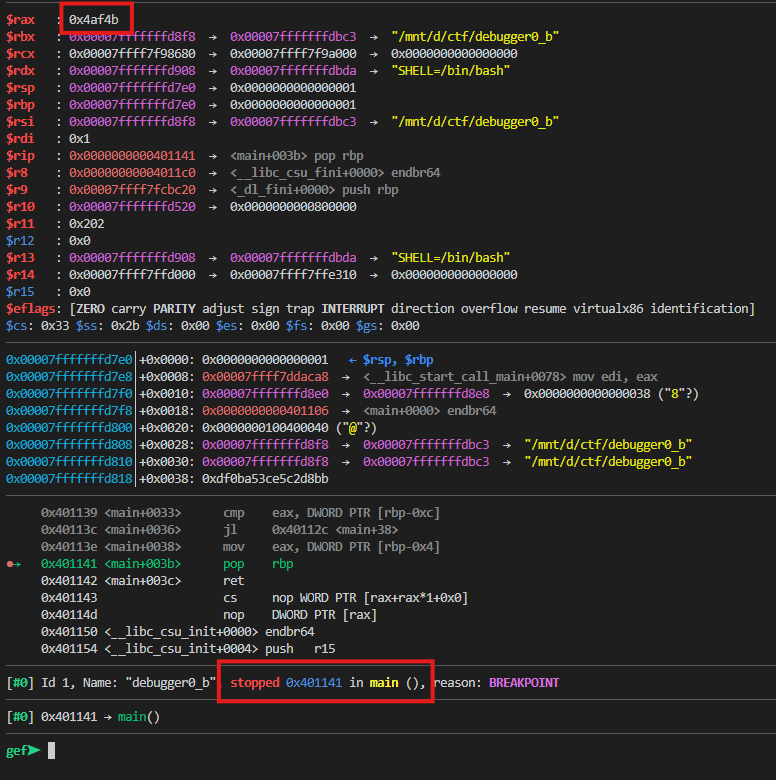 $rax : 0x4af4b
$rbx : 0x00007fffffffd8f8 → 0x00007fffffffdbc3 → "/mnt/d/ctf/debugger0_b"
$rcx : 0x00007ffff7f98680 → 0x00007ffff7f9a000 → 0x0000000000000000
$rdx : 0x00007fffffffd908 → 0x00007fffffffdbda → "SHELL=/bin/bash"
$rsp : 0x00007fffffffd7e0 → 0x0000000000000001
$rbp : 0x00007fffffffd7e0 → 0x0000000000000001
$rsi : 0x00007fffffffd8f8 → 0x00007fffffffdbc3 → "/mnt/d/ctf/debugger0_b"
$rdi : 0x1
$rip : 0x0000000000401141 → <main+003b> pop rbp
$r8 : 0x00000000004011c0 → <__libc_csu_fini+0000> endbr64
$r9 : 0x00007ffff7fcbc20 → <_dl_fini+0000> push rbp
$r10 : 0x00007fffffffd520 → 0x0000000000800000
$r11 : 0x202
$r12 : 0x0
$r13 : 0x00007fffffffd908 → 0x00007fffffffdbda → "SHELL=/bin/bash"
$r14 : 0x00007ffff7ffd000 → 0x00007ffff7ffe310 → 0x0000000000000000
$r15 : 0x0
$eflags: [ZERO carry PARITY adjust sign trap INTERRUPT direction overflow resume virtualx86 identification]
$cs: 0x33 $ss: 0x2b $ds: 0x00 $es: 0x00 $fs: 0x00 $gs: 0x00
0x00007fffffffd7e0│+0x0000: 0x0000000000000001 ← $rsp, $rbp
0x00007fffffffd7e8│+0x0008: 0x00007ffff7ddaca8 → <__libc_start_call_main+0078> mov edi, eax
0x00007fffffffd7f0│+0x0010: 0x00007fffffffd8e0 → 0x00007fffffffd8e8 → 0x0000000000000038 ("8"?)
0x00007fffffffd7f8│+0x0018: 0x0000000000401106 → <main+0000> endbr64
0x00007fffffffd800│+0x0020: 0x0000000100400040 ("@"?)
0x00007fffffffd808│+0x0028: 0x00007fffffffd8f8 → 0x00007fffffffdbc3 → "/mnt/d/ctf/debugger0_b"
0x00007fffffffd810│+0x0030: 0x00007fffffffd8f8 → 0x00007fffffffdbc3 → "/mnt/d/ctf/debugger0_b"
0x00007fffffffd818│+0x0038: 0xdf0ba53ce5c2d8bb
0x401139 <main+0033> cmp eax, DWORD PTR [rbp-0xc]
0x40113c <main+0036> jl 0x40112c <main+38>
0x40113e <main+0038> mov eax, DWORD PTR [rbp-0x4]
●→ 0x401141 <main+003b> pop rbp
0x401142 <main+003c> ret
0x401143 cs nop WORD PTR [rax+rax*1+0x0]
0x40114d nop DWORD PTR [rax]
0x401150 <__libc_csu_init+0000> endbr64
0x401154 <__libc_csu_init+0004> push r15
[#0] Id 1, Name: "debugger0_b" stopped 0x401141 in main (), reason: BREAKPOINT
[#0] 0x401141 → main()
gef➤